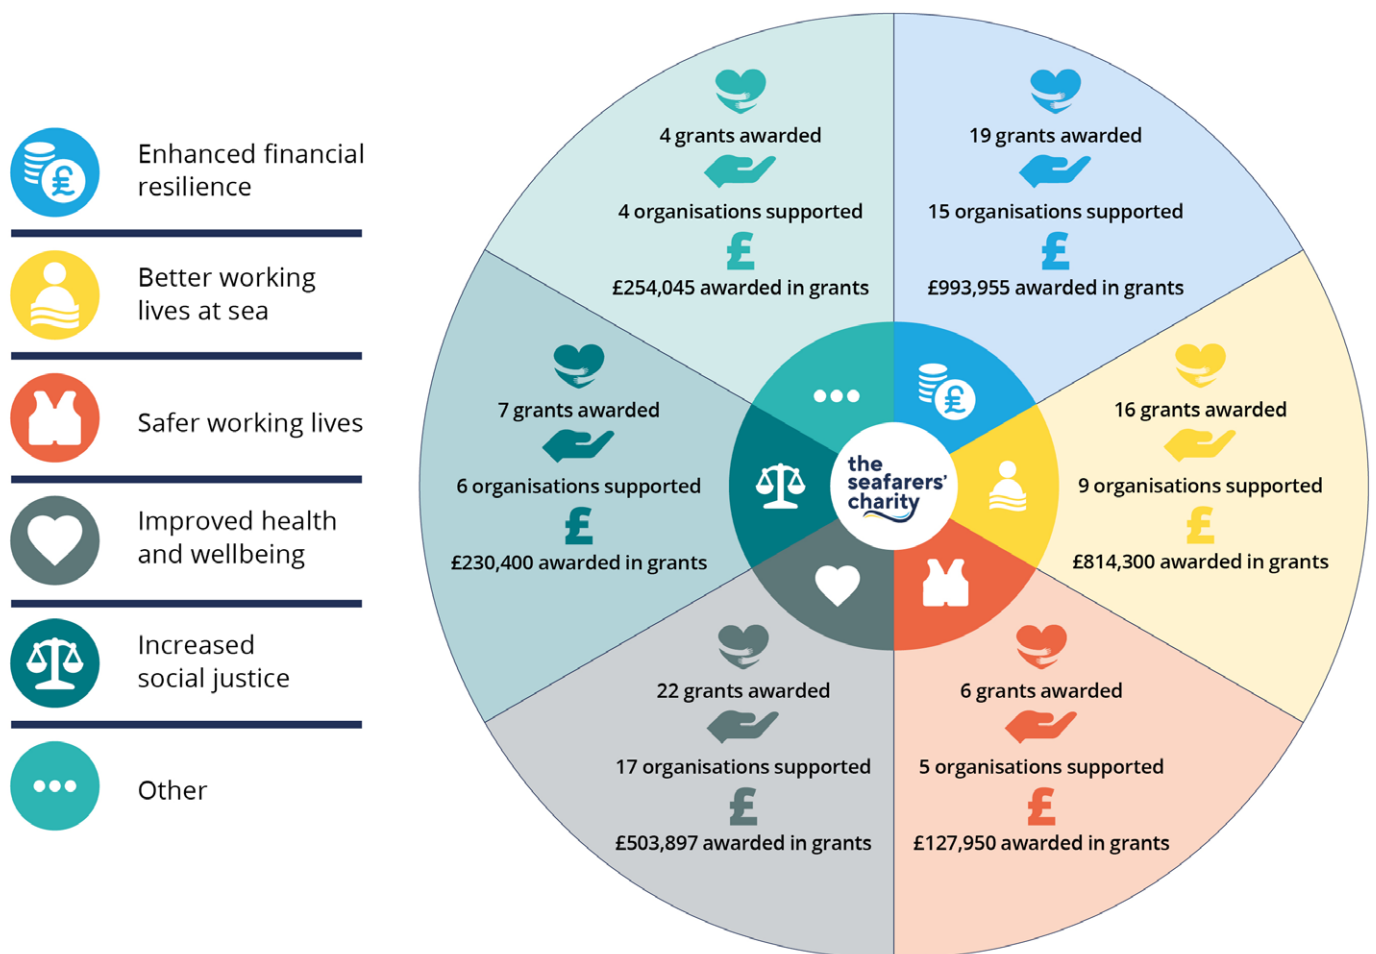 Enhanced financial
resilience
Better working
lives at sea
Safer working lives
Improved health
and wellbeing
Increased
social justice
Other
4 grants awarded
4 organisations supported
£
£254,045 awarded in grants
19 grants awarded
15 organisations supported
£
£993,955 awarded in grants
7 grants awarded
6 organisations supported
£
£230,400 awarded in grants
the
seafarers'
charity
16 grants awarded
9 organisations supported
£
£814,300 awarded in grants
22 grants awarded
17 organisations supported
£
£503,897 awarded in grants
6 grants awarded
5 organisations supported
£
£127,950 awarded in grants